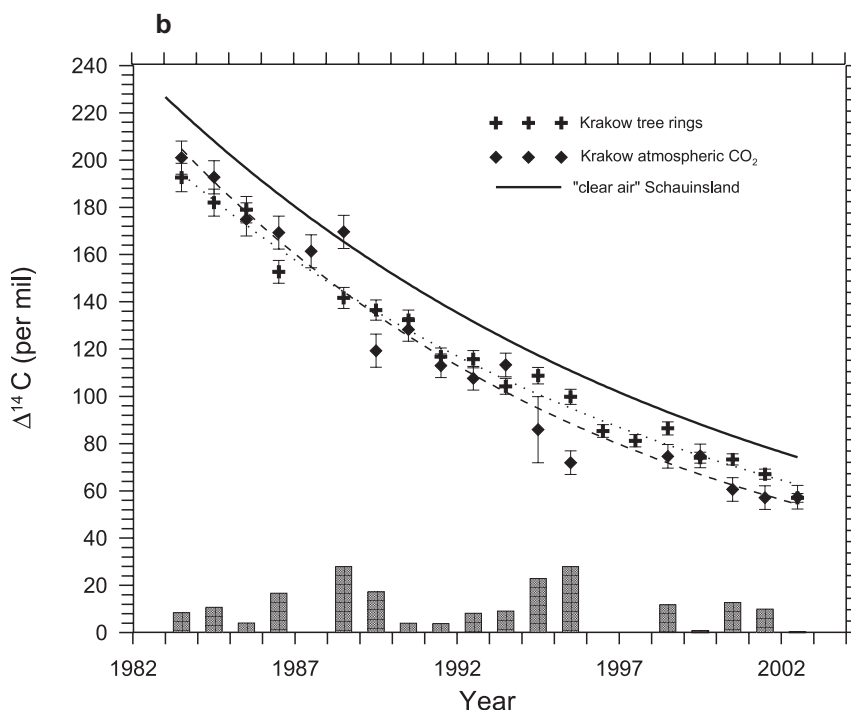 b
240
220
200
180
160
140
120
100
80
60
40
20
0
Δ¹⁴C (per mil)
Krakow tree rings
Krakow atmospheric CO₂
"clear air" Schauinsland
1982 1987 1992 1997 2002
Year